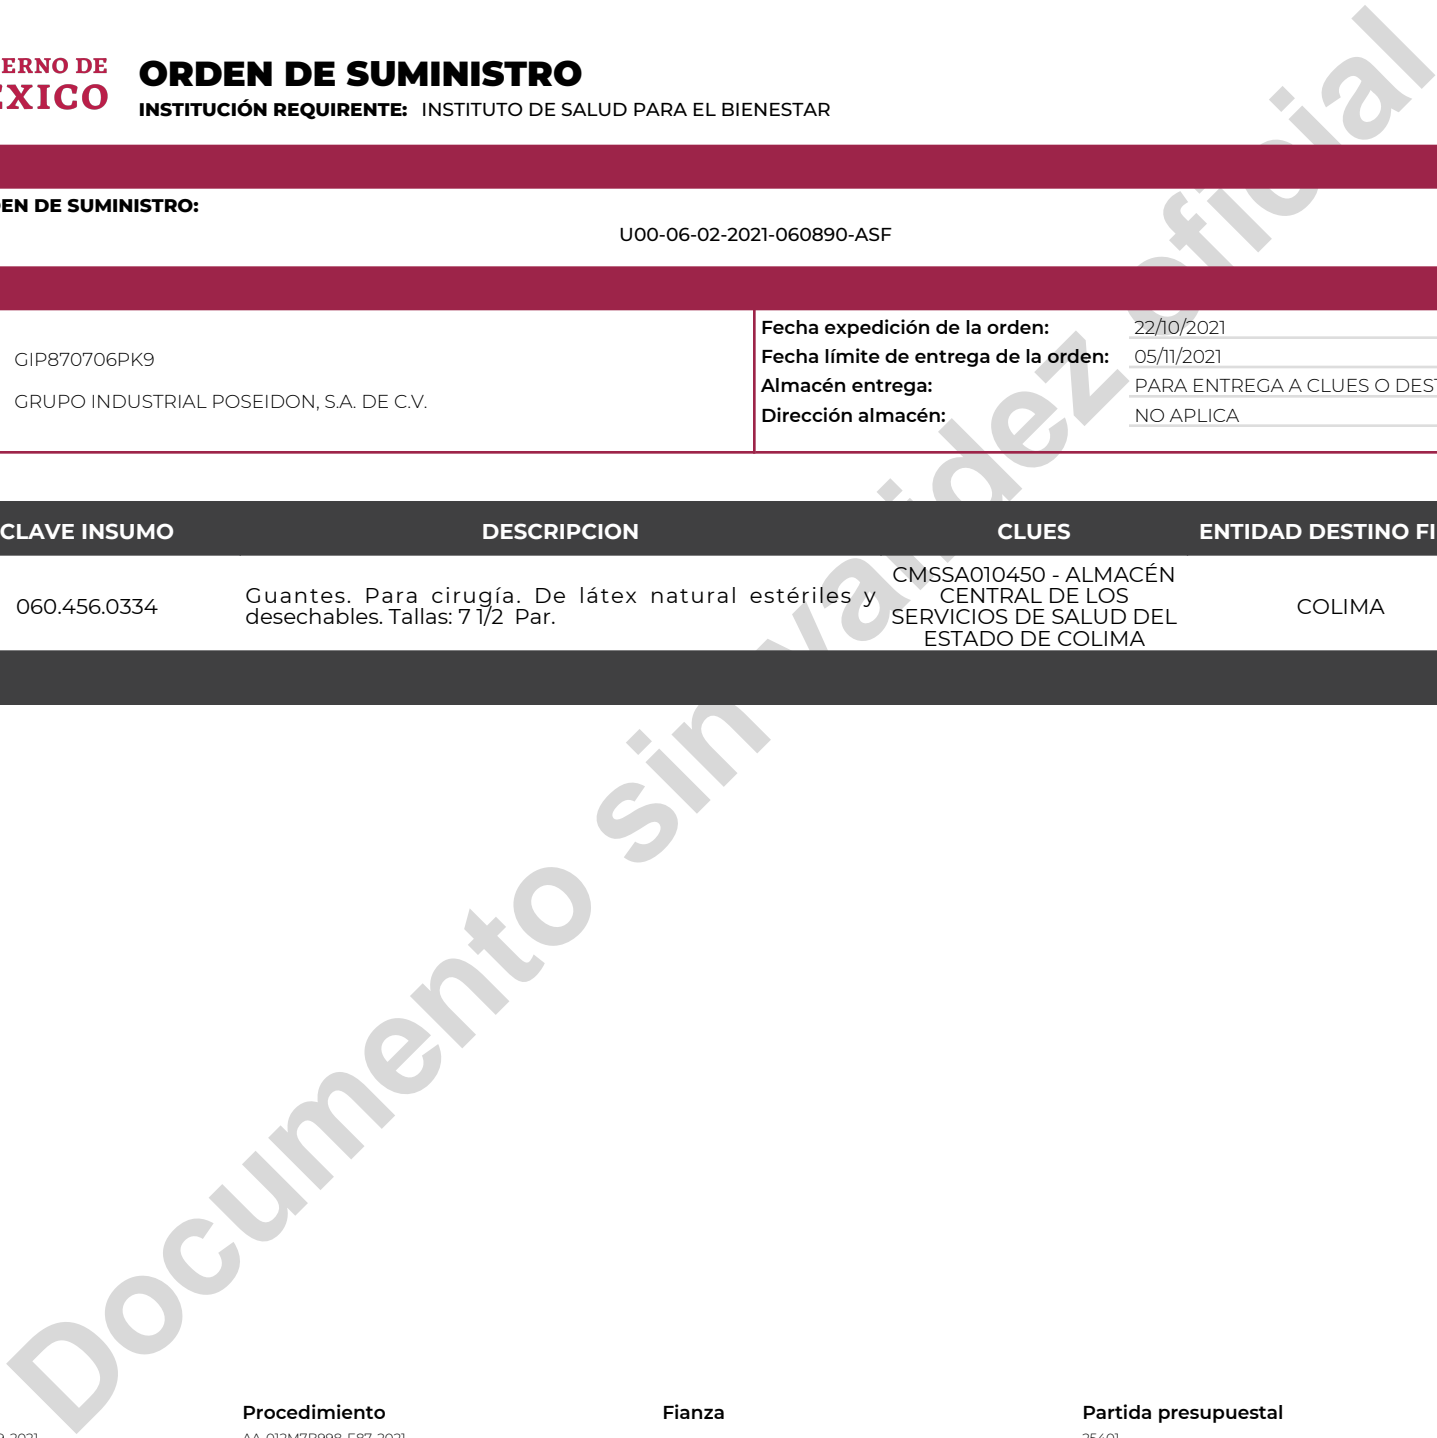 ERNO DE
EXICO
ORDEN DE SUMINISTRO
INSTITUCIÓN REQUIRENTE: INSTITUTO DE SALUD PARA EL BIENESTAR
EN DE SUMINISTRO:
U00-06-02-2021-060890-ASF
GIP870706PK9
GRUPO INDUSTRIAL POSEIDON, S.A. DE C.V.
Fecha expedición de la orden: 22/10/2021
Fecha límite de entrega de la orden: 05/11/2021
Almacén entrega: PARA ENTREGA A CLUES O DEST
Dirección almacén: NO APLICA
CLAVE INSUMO DESCRIPCION CLUES ENTIDAD DESTINO FI
060.456.0334
Guantes. Para cirugía. De látex natural estériles y
desechables. Tallas: 7 1/2 Par.
CMSSA010450 - ALMACÉN
CENTRAL DE LOS
SERVICIOS DE SALUD DEL
ESTADO DE COLIMA
COLIMA
Documento sin validez oficial
Procedimiento Fianza Partida presupuestal